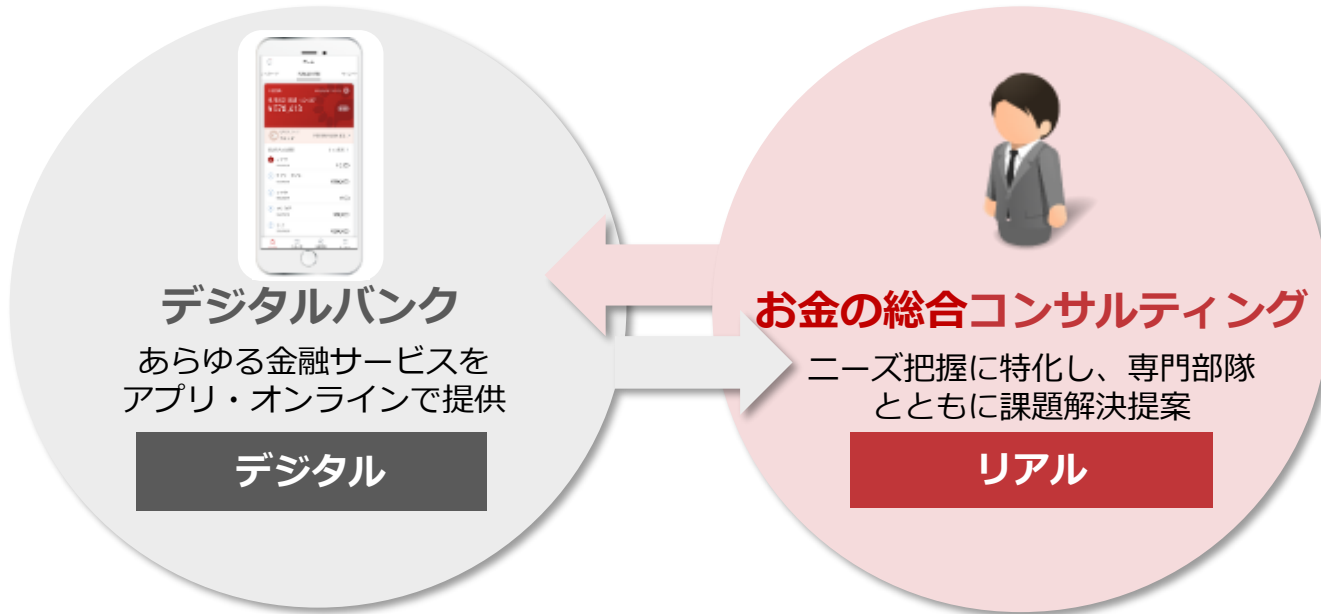 デジタルバンク
あらゆる金融サービスを
アプリ・オンラインで提供
デジタル
お金の総合コンサルティング
ニーズ把握に特化し、専門部隊
とともに課題解決提案
リアル